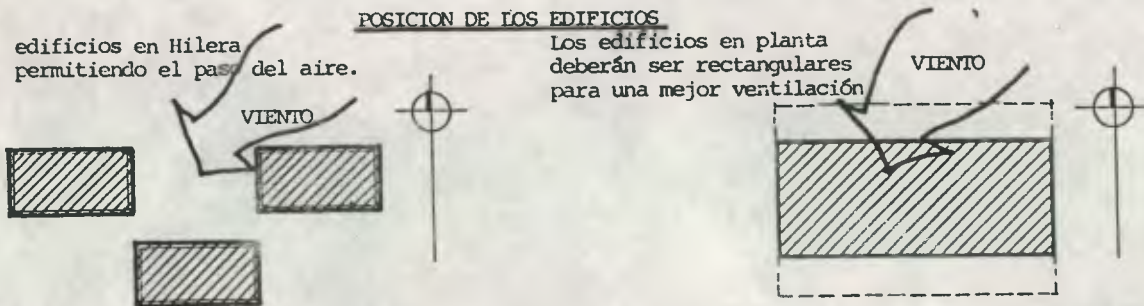 POSICION DE LOS EDIFICIOS
edificios en Hilera
permitiendo el paso del aire.
VIENTO
Los edificios en planta
deberán ser rectangulares
para una mejor ventilación
VIENTO